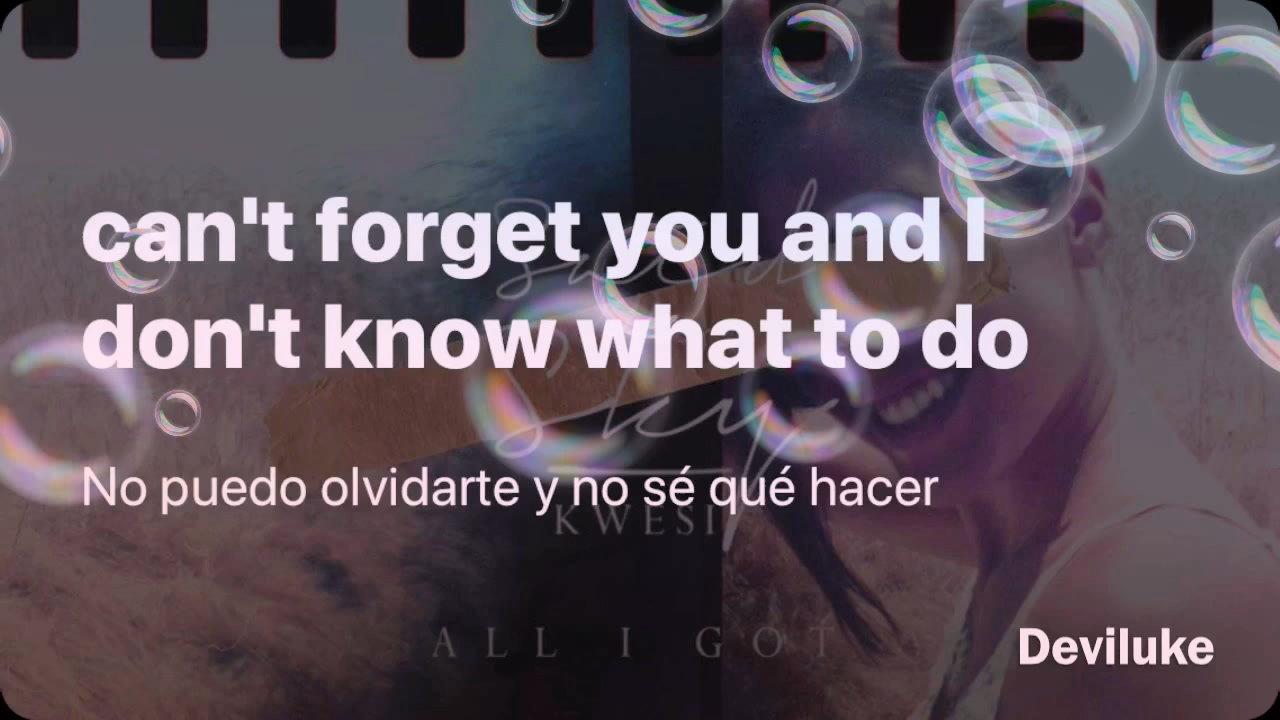 can't forget you and I
don't know what to do
Sky
No puedo olvidarte y no sé qué hacer
KWESI
ALL I GOT
Deviluke